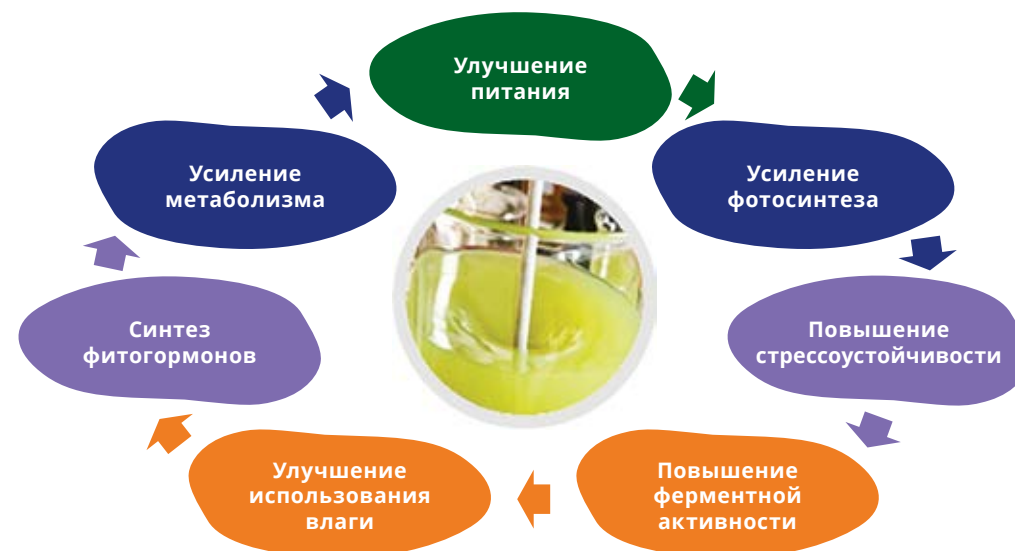 Улучшение
питания
Усиление
фотосинтеза
Повышение
стрессоустойчивости
Повышение
ферментной
активности
Улучшение
использования
влаги
Синтез
фитогормонов
Усиление
метаболизма